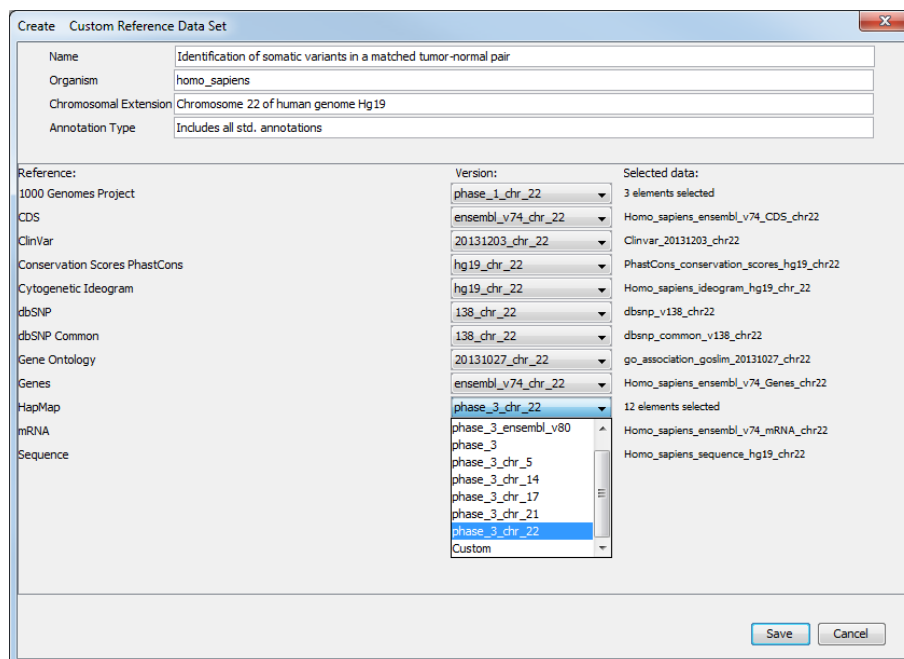 Create Custom Reference Data Set
Name Identification of somatic variants in a matched tumor-normal pair
Organism homo_sapiens
Chromosomal Extension Chromosome 22 of human genome Hg19
Annotation Type Includes all std. annotations
Reference: Version: Selected data:
1000 Genomes Project phase_1_chr_22 3 elements selected
CDS ensembl_v74_chr_22 Homo_sapiens_ensembl_v74_CDS_chr22
ClinVar 20131203_chr_22 Clinvar_20131203_chr22
Conservation Scores PhastCons hg19_chr_22 PhastCons_conservation_scores_hg19_chr22
Cytogenetic Ideogram hg19_chr_22 Homo_sapiens_ideogram_hg19_chr_22
dbSNP 138_chr_22 dbsnp_v138_chr22
dbSNP Common 138_chr_22 dbsnp_common_v138_chr22
Gene Ontology 20131027_chr_22 go_association_goslim_20131027_chr22
Genes ensembl_v74_chr_22 Homo_sapiens_ensembl_v74_Genes_chr22
HapMap phase_3_chr_22 12 elements selected
mRNA phase_3_ensembl_v80 Homo_sapiens_ensembl_v74_mRNA_chr22
phase_3
Sequence phase_3_chr_5 Homo_sapiens_sequence_hg19_chr22
phase_3_chr_14
phase_3_chr_17
phase_3_chr_21
phase_3_chr_22
Custom
Save Cancel